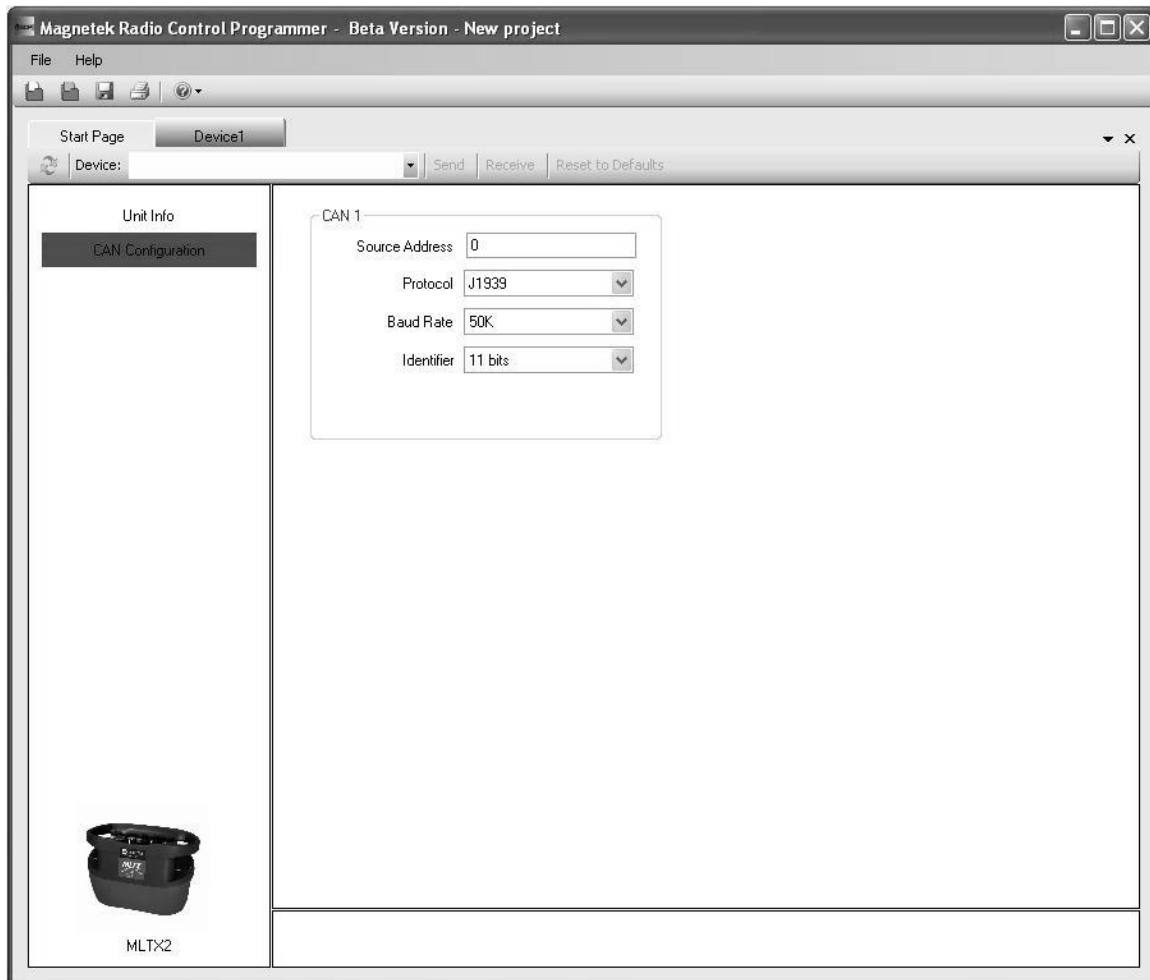 Magnetek Radio Control Programmer - Beta Version - New project
File Help
Start Page Device1
Device: Send Receive Reset to Defaults
Unit Info
CAN Configuration
CAN 1
Source Address 0
Protocol J1939
Baud Rate 50K
Identifier 11 bits
MLTX
MLTX2